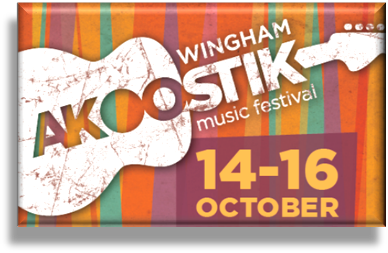 WINGHAM
AKOOSTIK
music festival
14-16
OCTOBER